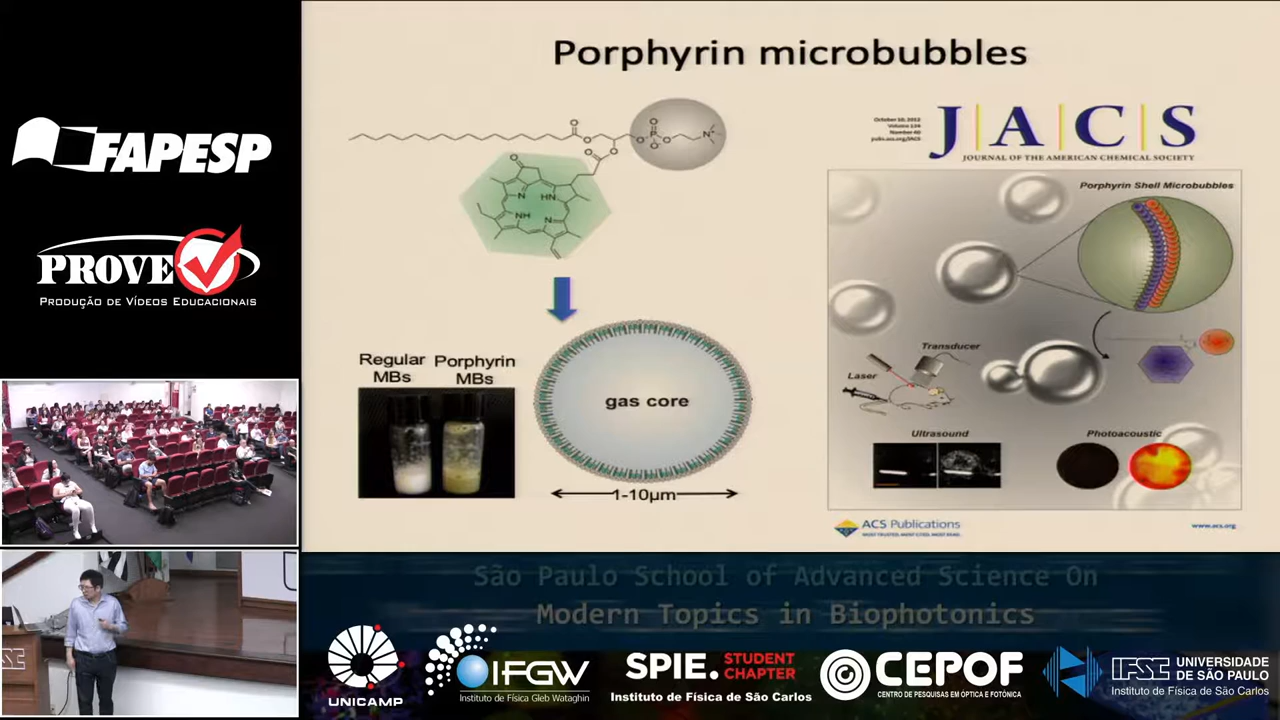 FAPESP
PROVE
PRODUÇÃO DE VÍDEOS EDUCACIONAIS
Porphyrin microbubbles
O
O
O
O
P
O
O
N
O
O
N
HN
NH
N
Regular
MBs
Porphyrin
MBs
gas core
1-10µm
October 10, 2012
Volume 134
Number 40
pubs.acs.org/JACS
JACS
JOURNAL OF THE AMERICAN CHEMICAL SOCIETY
Porphyrin Shell Microbubbles
Transducer
Laser
Ultrasound
Photoacoustic
ACS Publications
MOST TRUSTED. MOST CITED. MOST READ.
www.acs.org
São Paulo School of Advanced Science On
Modern Topics in Biophotonics
UNICAMP
IFGW
Instituto de Física Gleb Wataghin
SPIE. STUDENT CHAPTER
Instituto de Física de São Carlos
CEPOF
CENTRO DE PESQUISAS EM ÓPTICA E FOTÔNICA
IFSC UNIVERSIDADE DE SÃO PAULO
Instituto de Física de São Carlos